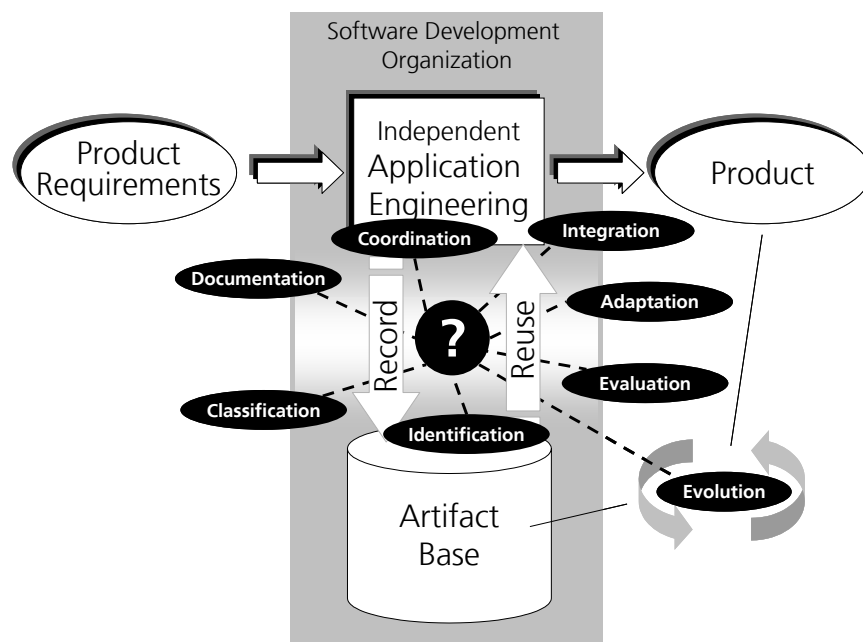 Software Development
Organization
Product
Requirements
Independent
Application
Engineering
Product
Coordination
Integration
Documentation
Adaptation
Record
?
Reuse
Evaluation
Classification
Identification
Evolution
Artifact
Base